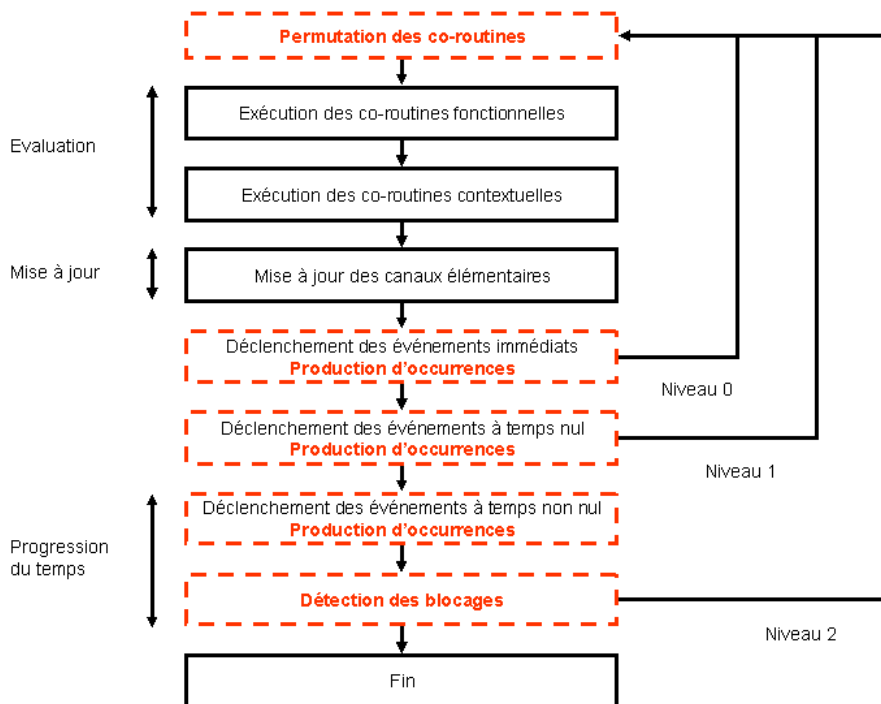 Permutation des co-routines
Exécution des co-routines fonctionnelles
Evaluation
Exécution des co-routines contextuelles
Mise à jour
Mise à jour des canaux élémentaires
Déclenchement des événements immédiats
Production d'occurrences
Niveau 0
Déclenchement des événements à temps nul
Production d'occurrences
Niveau 1
Déclenchement des événements à temps non nul
Production d'occurrences
Progression
du temps
Détection des blocages
Niveau 2
Fin